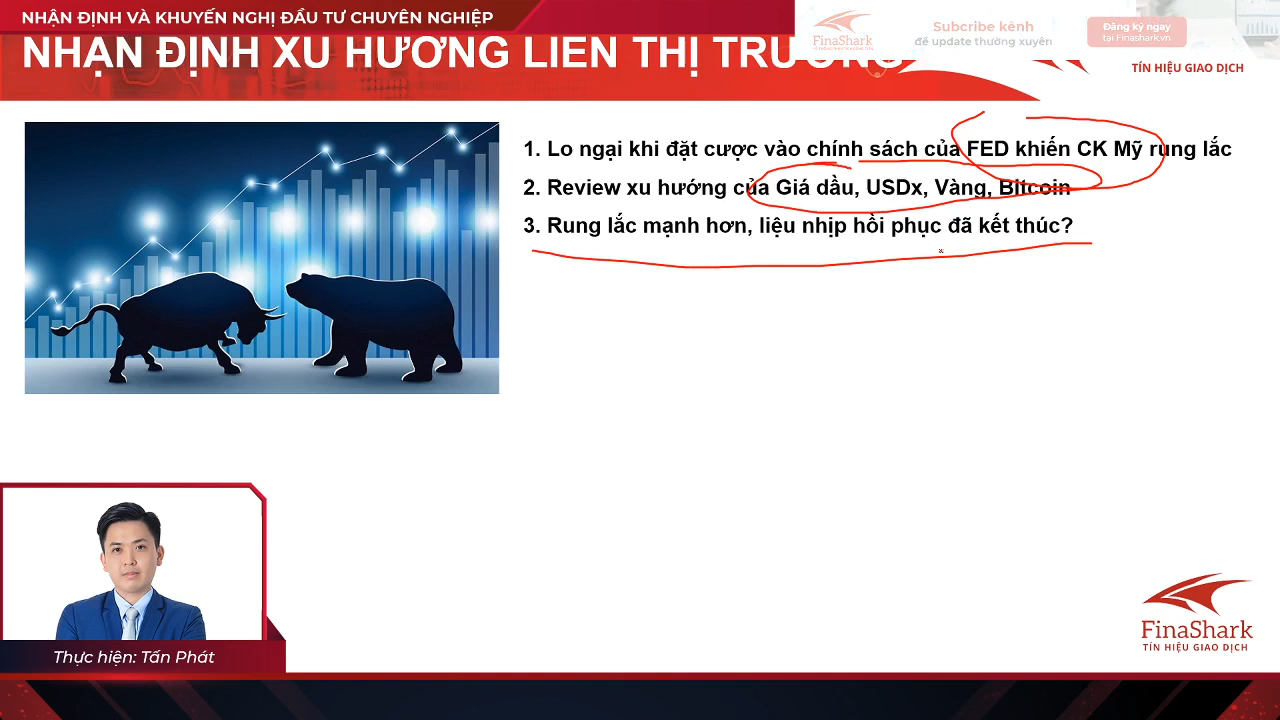 NHẬN ĐỊNH VÀ KHUYẾN NGHỊ ĐẦU TƯ CHUYÊN NGHIỆP
NHẬN ĐỊNH XU HƯỚNG LIÊN THỊ TRƯỜNG
FinaShark
Subcribe kênh
để update thường xuyên
Đăng ký ngay
tại Finashark.vn
TÍN HIỆU GIAO DỊCH
1. Lo ngại khi đặt cược vào chính sách của FED khiến CK Mỹ rung lắc
2. Review xu hướng của Giá dầu, USDx, Vàng, Bitcoin
3. Rung lắc mạnh hơn, liệu nhịp hồi phục đã kết thúc?
Thực hiện: Tấn Phát
FinaShark
TÍN HIỆU GIAO DỊCH